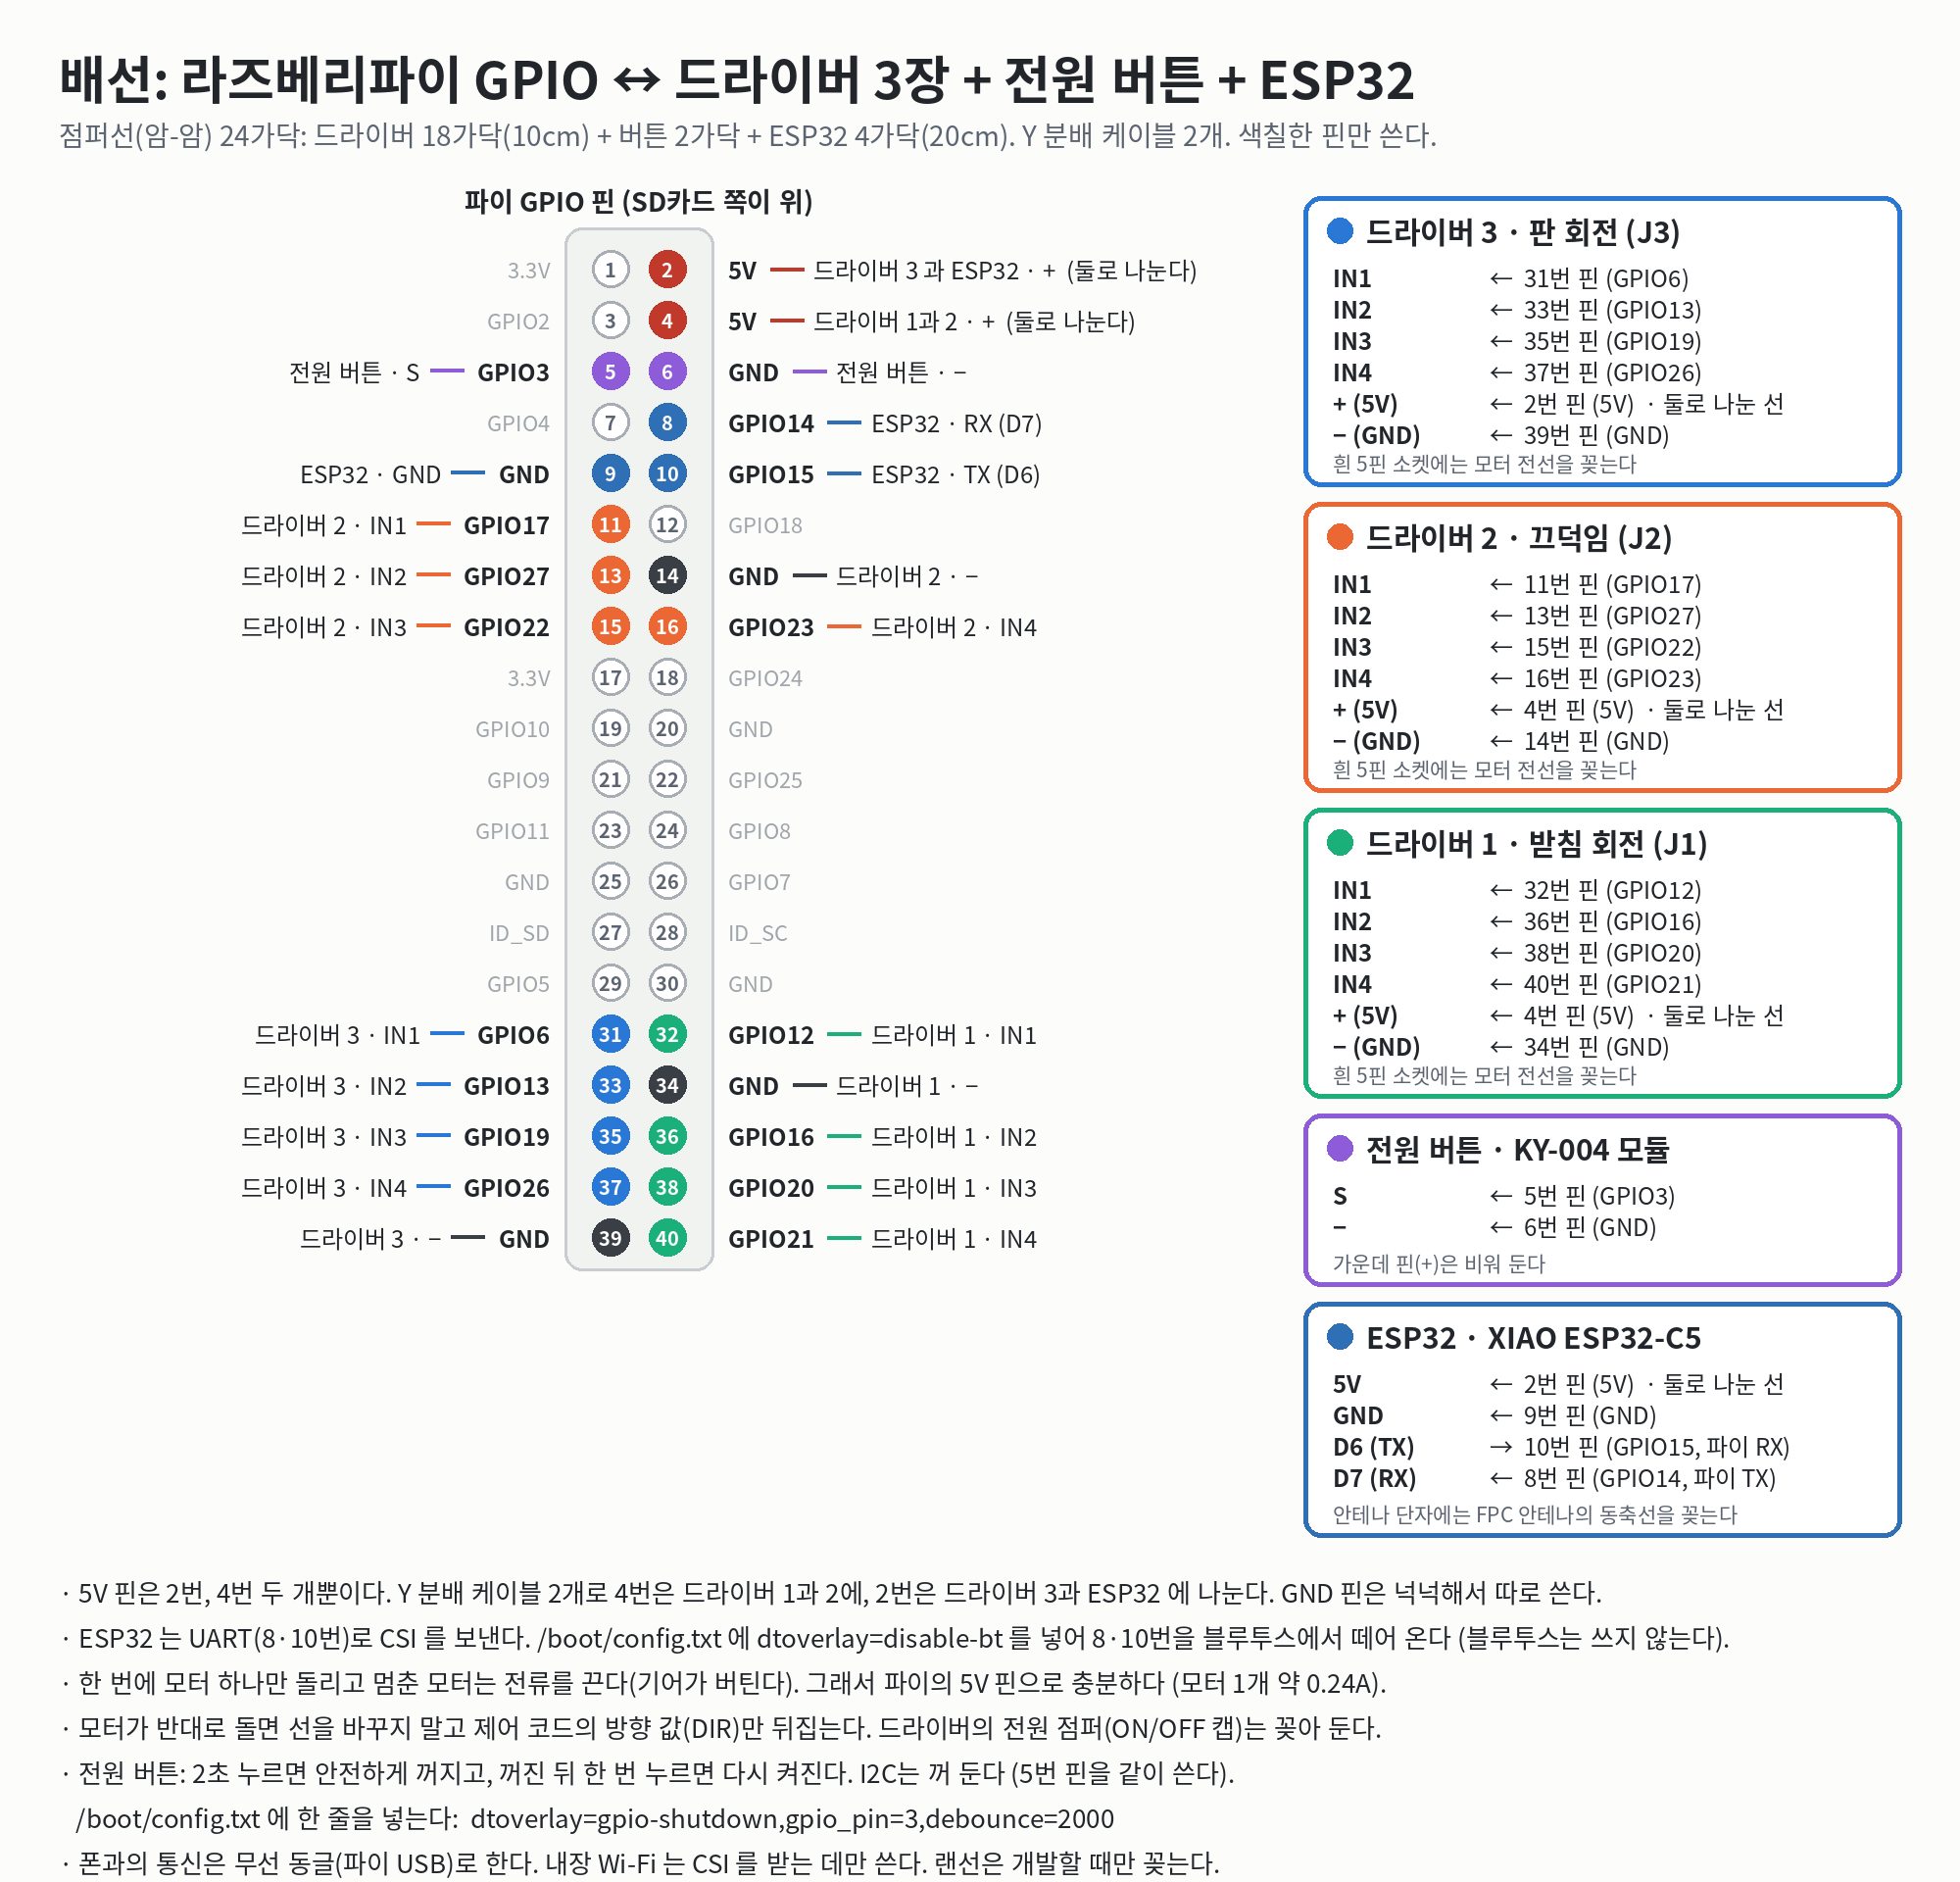 배선: 라즈베리파이 GPIO ↔ 드라이버 3장 + 전원 버튼 + ESP32
점퍼선(암-암) 24가닥: 드라이버 18가닥(10cm) + 버튼 2가닥 + ESP32 4가닥(20cm). Y 분배 케이블 2개. 색칠한 핀만 쓴다.
파이 GPIO 핀 (SD카드 쪽이 위)
3.3V 1 2 5V 드라이버 3 과 ESP32 · + (둘로 나눈다)
GPIO2 3 4 5V 드라이버 1과 2 · + (둘로 나눈다)
전원 버튼 · S GPIO3 5 6 GND 전원 버튼 · −
GPIO4 7 8 GPIO14 ESP32 · RX (D7)
ESP32 · GND GND 9 10 GPIO15 ESP32 · TX (D6)
드라이버 2 · IN1 GPIO17 11 12 GPIO18
드라이버 2 · IN2 GPIO27 13 14 GND 드라이버 2 · −
드라이버 2 · IN3 GPIO22 15 16 GPIO23 드라이버 2 · IN4
3.3V 17 18 GPIO24
GPIO10 19 20 GND
GPIO9 21 22 GPIO25
GPIO11 23 24 GPIO8
GND 25 26 GPIO7
ID_SD 27 28 ID_SC
GPIO5 29 30 GND
드라이버 3 · IN1 GPIO6 31 32 GPIO12 드라이버 1 · IN1
드라이버 3 · IN2 GPIO13 33 34 GND 드라이버 1 · −
드라이버 3 · IN3 GPIO19 35 36 GPIO16 드라이버 1 · IN2
드라이버 3 · IN4 GPIO26 37 38 GPIO20 드라이버 1 · IN3
드라이버 3 · − GND 39 40 GPIO21 드라이버 1 · IN4
드라이버 3 · 판 회전 (J3)
IN1 ← 31번 핀 (GPIO6)
IN2 ← 33번 핀 (GPIO13)
IN3 ← 35번 핀 (GPIO19)
IN4 ← 37번 핀 (GPIO26)
+ (5V) ← 2번 핀 (5V) · 둘로 나눈 선
− (GND) ← 39번 핀 (GND)
흰 5핀 소켓에는 모터 전선을 꽂는다
드라이버 2 · 끄덕임 (J2)
IN1 ← 11번 핀 (GPIO17)
IN2 ← 13번 핀 (GPIO27)
IN3 ← 15번 핀 (GPIO22)
IN4 ← 16번 핀 (GPIO23)
+ (5V) ← 4번 핀 (5V) · 둘로 나눈 선
− (GND) ← 14번 핀 (GND)
흰 5핀 소켓에는 모터 전선을 꽂는다
드라이버 1 · 받침 회전 (J1)
IN1 ← 32번 핀 (GPIO12)
IN2 ← 36번 핀 (GPIO16)
IN3 ← 38번 핀 (GPIO20)
IN4 ← 40번 핀 (GPIO21)
+ (5V) ← 4번 핀 (5V) · 둘로 나눈 선
− (GND) ← 34번 핀 (GND)
흰 5핀 소켓에는 모터 전선을 꽂는다
전원 버튼 · KY-004 모듈
S ← 5번 핀 (GPIO3)
− ← 6번 핀 (GND)
가운데 핀(+)은 비워 둔다
ESP32 · XIAO ESP32-C5
5V ← 2번 핀 (5V) · 둘로 나눈 선
GND ← 9번 핀 (GND)
D6 (TX) → 10번 핀 (GPIO15, 파이 RX)
D7 (RX) ← 8번 핀 (GPIO14, 파이 TX)
안테나 단자에는 FPC 안테나의 동축선을 꽂는다
· 5V 핀은 2번, 4번 두 개뿐이다. Y 분배 케이블 2개로 4번은 드라이버 1과 2에, 2번은 드라이버 3과 ESP32 에 나눈다. GND 핀은 넉넉해서 따로 쓴다.
· ESP32 는 UART(8·10번)로 CSI 를 보낸다. /boot/config.txt 에 dtoverlay=disable-bt 를 넣어 8·10번을 블루투스에서 떼어 온다 (블루투스는 쓰지 않는다).
· 한 번에 모터 하나만 돌리고 멈춘 모터는 전류를 끈다(기어가 버틴다). 그래서 파이의 5V 핀으로 충분하다 (모터 1개 약 0.24A).
· 모터가 반대로 돌면 선을 바꾸지 말고 제어 코드의 방향 값(DIR)만 뒤집는다. 드라이버의 전원 점퍼(ON/OFF 캡)는 꽂아 둔다.
· 전원 버튼: 2초 누르면 안전하게 꺼지고, 꺼진 뒤 한 번 누르면 다시 켜진다. I2C는 꺼 둔다 (5번 핀을 같이 쓴다).
/boot/config.txt 에 한 줄을 넣는다: dtoverlay=gpio-shutdown,gpio_pin=3,debounce=2000
· 폰과의 통신은 무선 동글(파이 USB)로 한다. 내장 Wi-Fi 는 CSI 를 받는 데만 쓴다. 랜선은 개발할 때만 꽂는다.